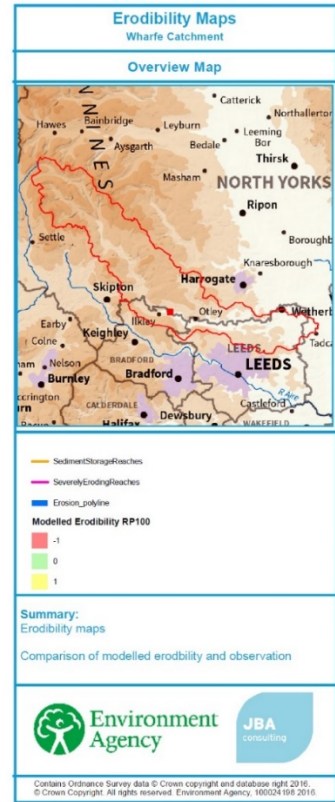 Erodibility Maps
Wharfe Catchment
Overview Map
Catterick
Northallerton
Hawes
Bainbridge
Leyburn
Leeming
Bar
Aysgarth
Bedale
Thirsk
NNINES
Masham
NORTH YORKS
Ripon
Settle
Boroughb
Knaresborough
Harrogate
Skipton
Ilkley
Otley
Wetherb
Earby
Keighley
Tadca
Colne
BRADFORD
LEEDS
Nelson
Bradford
LEEDS
Burnley
R Aire
CALDERDALE
Castleford
Halifax
Dewsbury
WAKEFIELD
SedimentStorageReaches
SeverelyErodingReaches
Erosion_polyline
Modelled Erodibility RP100
-1
0
1
Summary:
Erodibility maps
Comparison of modelled erodbility and observation
Environment
Agency
JBA
consulting
Contains Ordnance Survey data © Crown copyright and database right 2016.
© Crown Copyright. All rights reserved. Environment Agency, 100024198 2016.